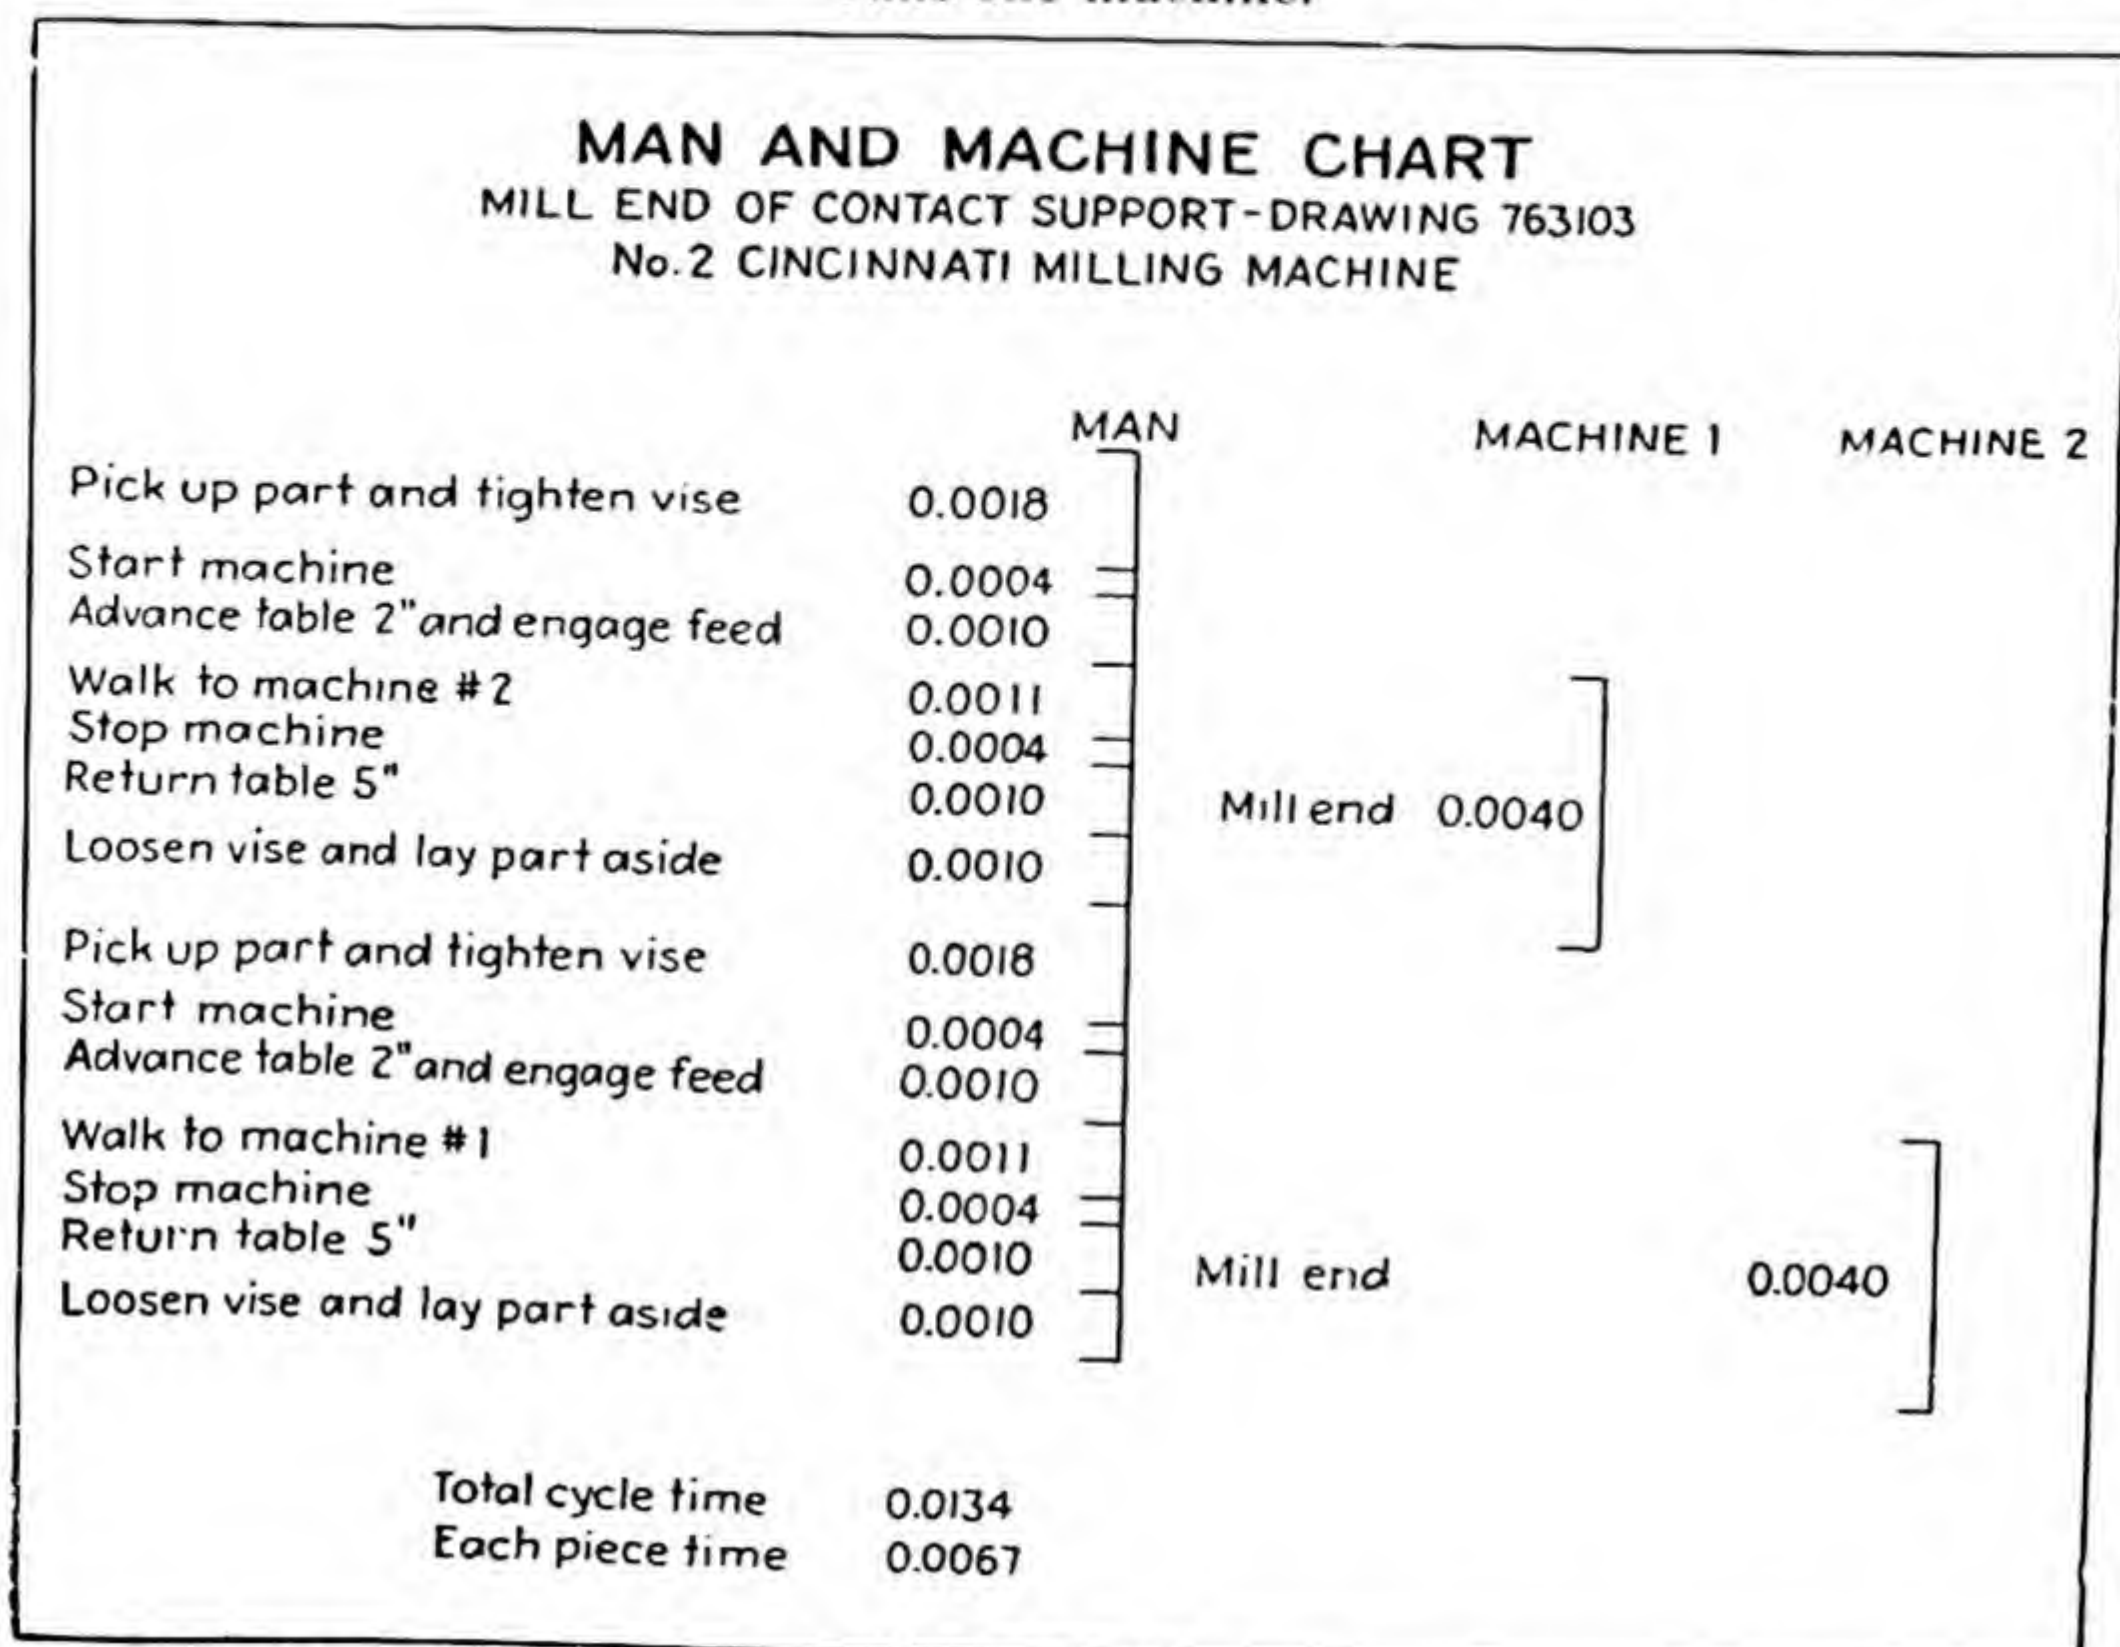 MAN AND MACHINE CHART
MILL END OF CONTACT SUPPORT-DRAWING 763103
No.2 CINCINNATI MILLING MACHINE
MAN MACHINE 1 MACHINE 2
Pick up part and tighten vise 0.0018
Start machine 0.0004
Advance table 2" and engage feed 0.0010
Walk to machine #2 0.0011
Stop machine 0.0004
Return table 5" 0.0010
Mill end 0.0040
Loosen vise and lay part aside 0.0010
Pick up part and tighten vise 0.0018
Start machine 0.0004
Advance table 2" and engage feed 0.0010
Walk to machine #1 0.0011
Stop machine 0.0004
Return table 5" 0.0010
Mill end 0.0040
Loosen vise and lay part aside 0.0010
Total cycle time 0.0134
Each piece time 0.0067